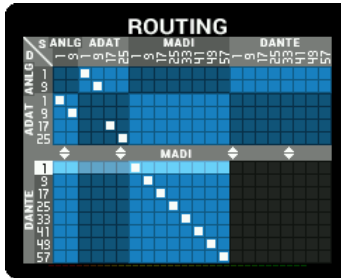 ROUTING
S ANLG ADAT MADI DANTE
D 1 9 1 9 17 25 1 9 17 25 33 41 49 57 1 9 17 25 33 41 49 57
ANLG 1
9
ADAT 1
9
17
25
MADI
DANTE 1
9
17
25
33
41
49
57